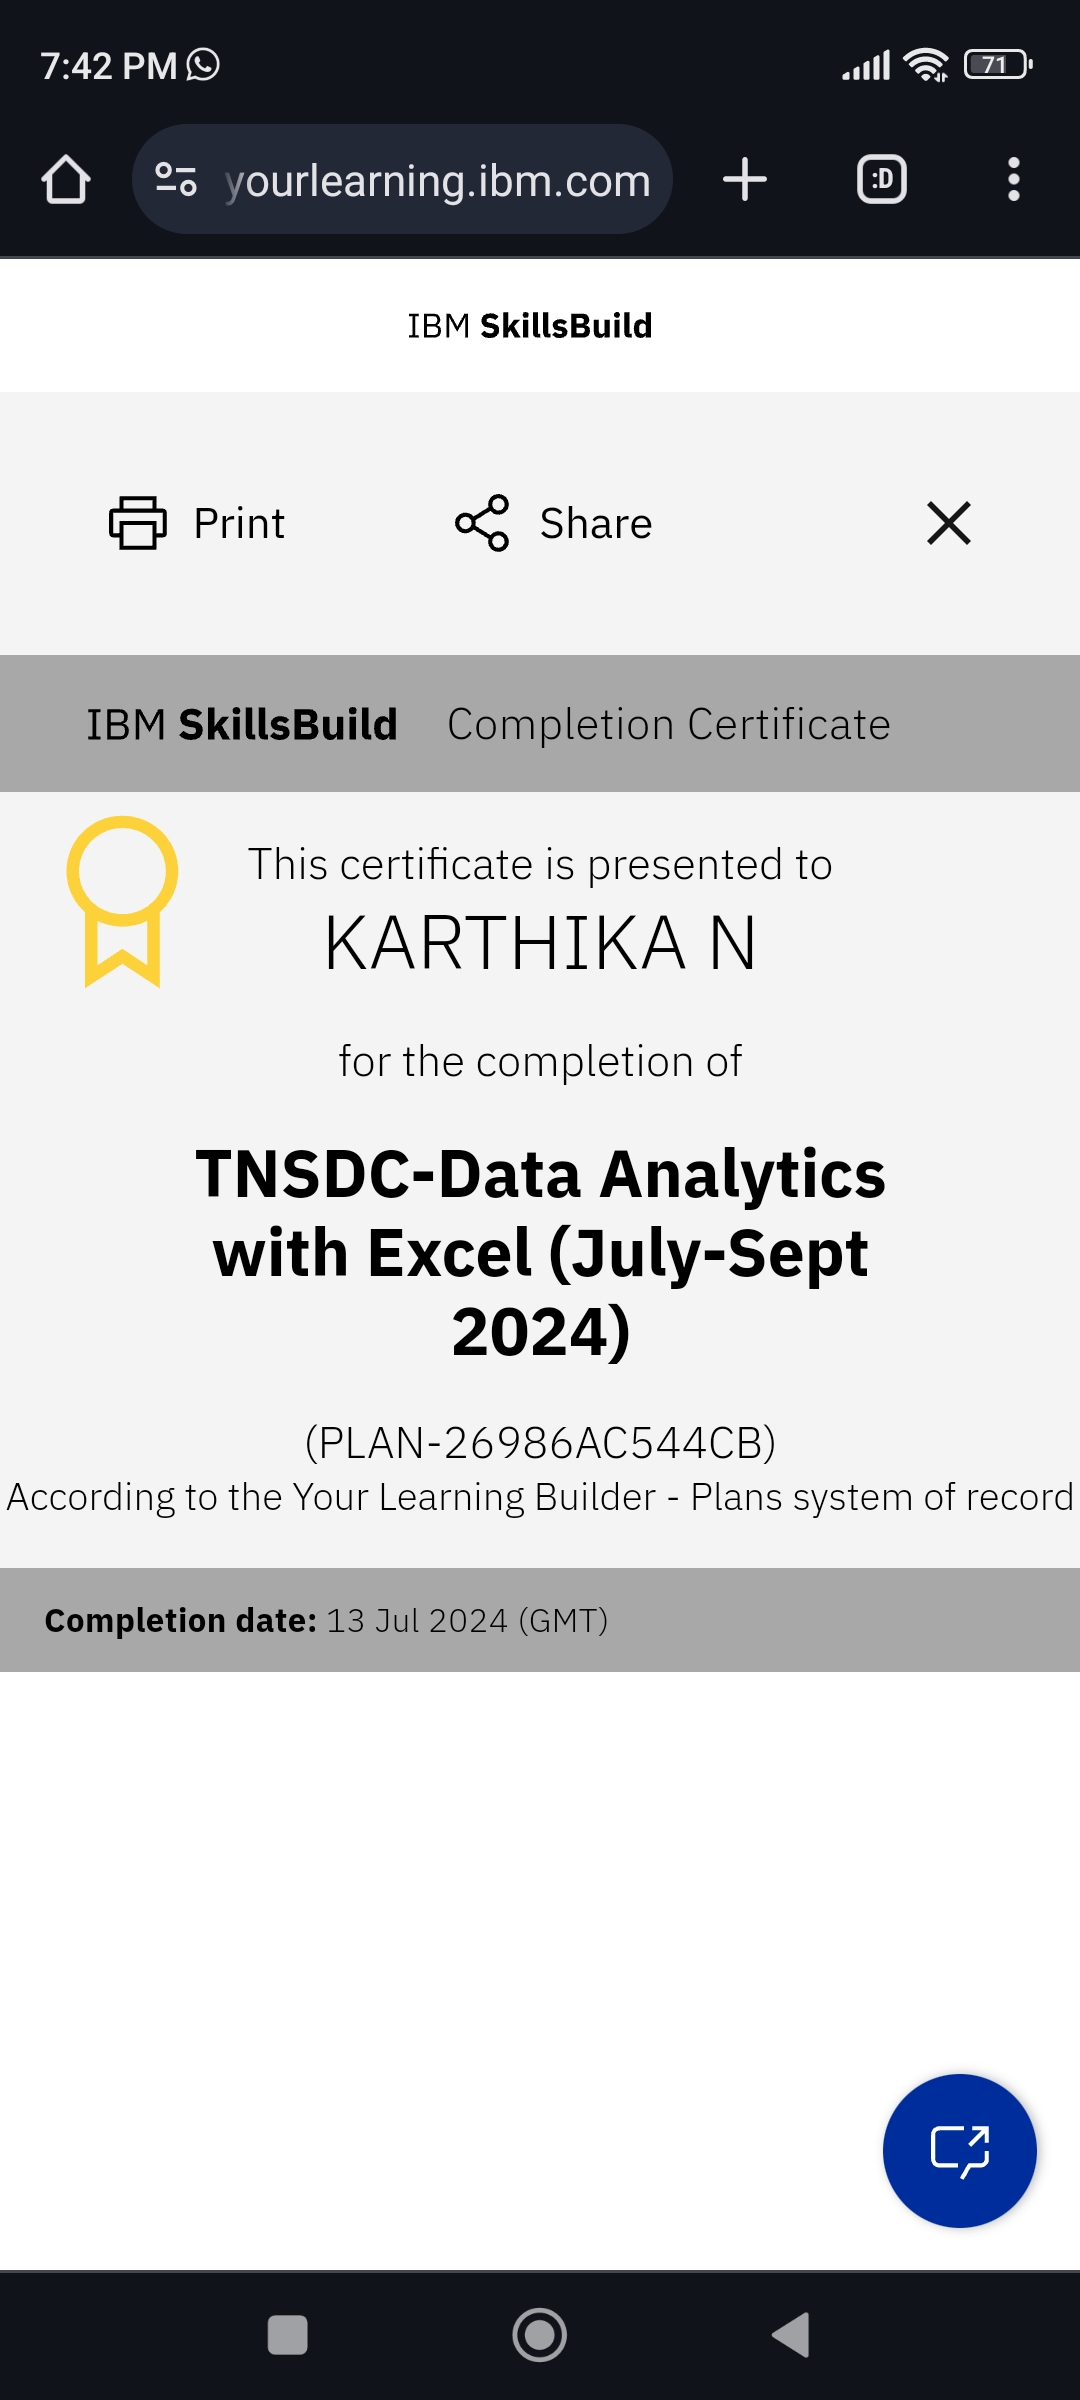 7:42 PM
71
yourlearning.ibm.com
:D
IBM SkillsBuild
Print
Share
IBM SkillsBuild Completion Certificate
This certificate is presented to
KARTHIKA N
for the completion of
TNSDC-Data Analytics
with Excel (July-Sept
2024)
(PLAN-26986AC544CB)
According to the Your Learning Builder - Plans system of record
Completion date: 13 Jul 2024 (GMT)